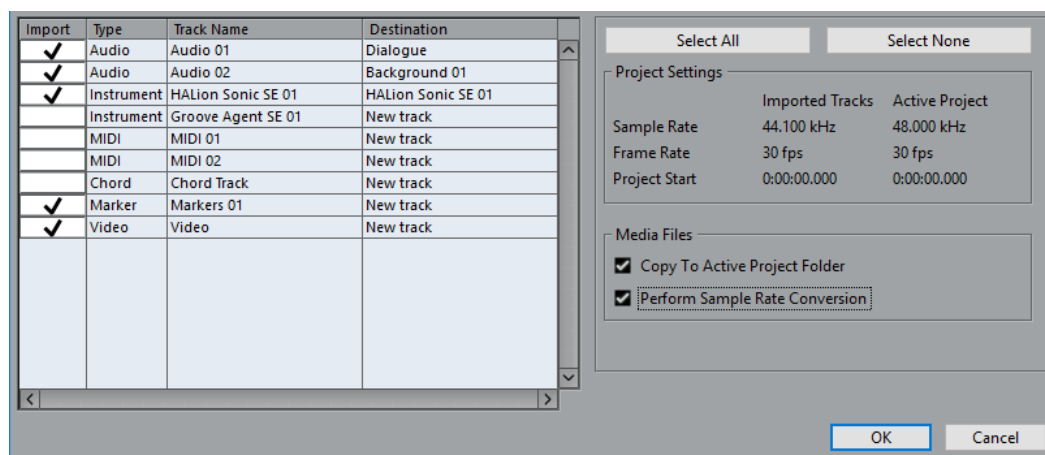 Import Type Track Name Destination
Audio Audio 01 Dialogue
Audio Audio 02 Background 01
Instrument HALion Sonic SE 01 HALion Sonic SE 01
Instrument Groove Agent SE 01 New track
MIDI MIDI 01 New track
MIDI MIDI 02 New track
Chord Chord Track New track
Marker Markers 01 New track
Video Video New track
Select All Select None
Project Settings
Imported Tracks Active Project
Sample Rate 44.100 kHz 48.000 kHz
Frame Rate 30 fps 30 fps
Project Start 0:00:00.000 0:00:00.000
Media Files
Copy To Active Project Folder
Perform Sample Rate Conversion
OK Cancel